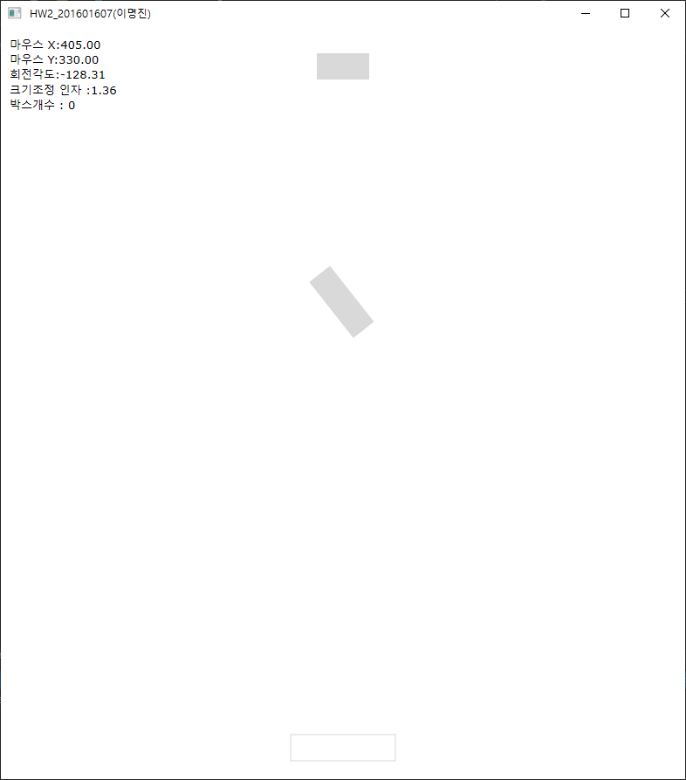 HW2_201601607(이명진)
마우스 X:405.00
마우스 Y:330.00
회전각도:-128.31
크기조정 인자 :1.36
박스개수 : 0